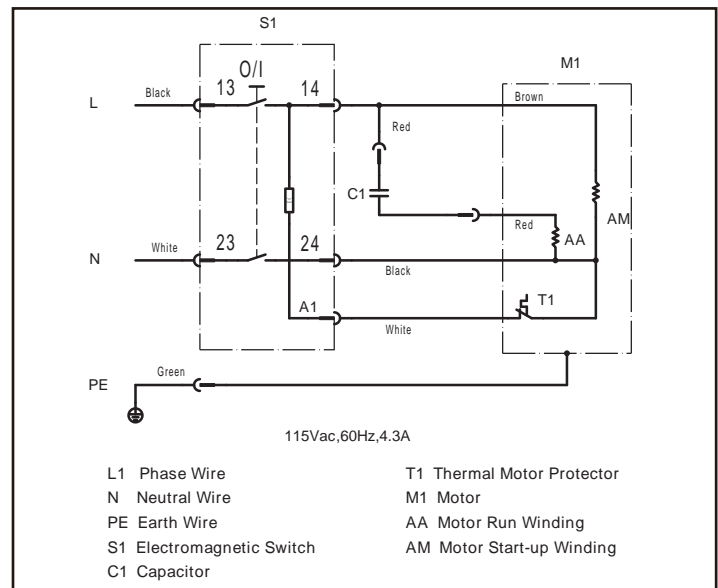 S1
M1
O/I
L Black 13 14 Brown
Red
C1
AM
Red
AA
N White 23 24
Black
A1 T1
White
Green
PE
115Vac,60Hz,4.3A
L1 Phase Wire
N Neutral Wire
PE Earth Wire
S1 Electromagnetic Switch
C1 Capacitor
T1 Thermal Motor Protector
M1 Motor
AA Motor Run Winding
AM Motor Start-up Winding